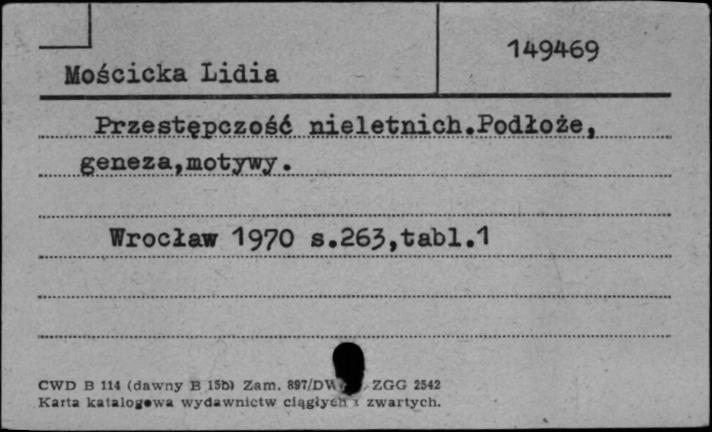 149469
Mościcka Lidia
Przestępczość nieletnich.Podłoże,
geneza,motywy.
Wrocław 1970 s.263,tabl.1
CWD B 114 (dawny B 15b) Zam. 897/DW ZGG 2542
Karta katalogowa wydawnictw ciągłych i zwartych.